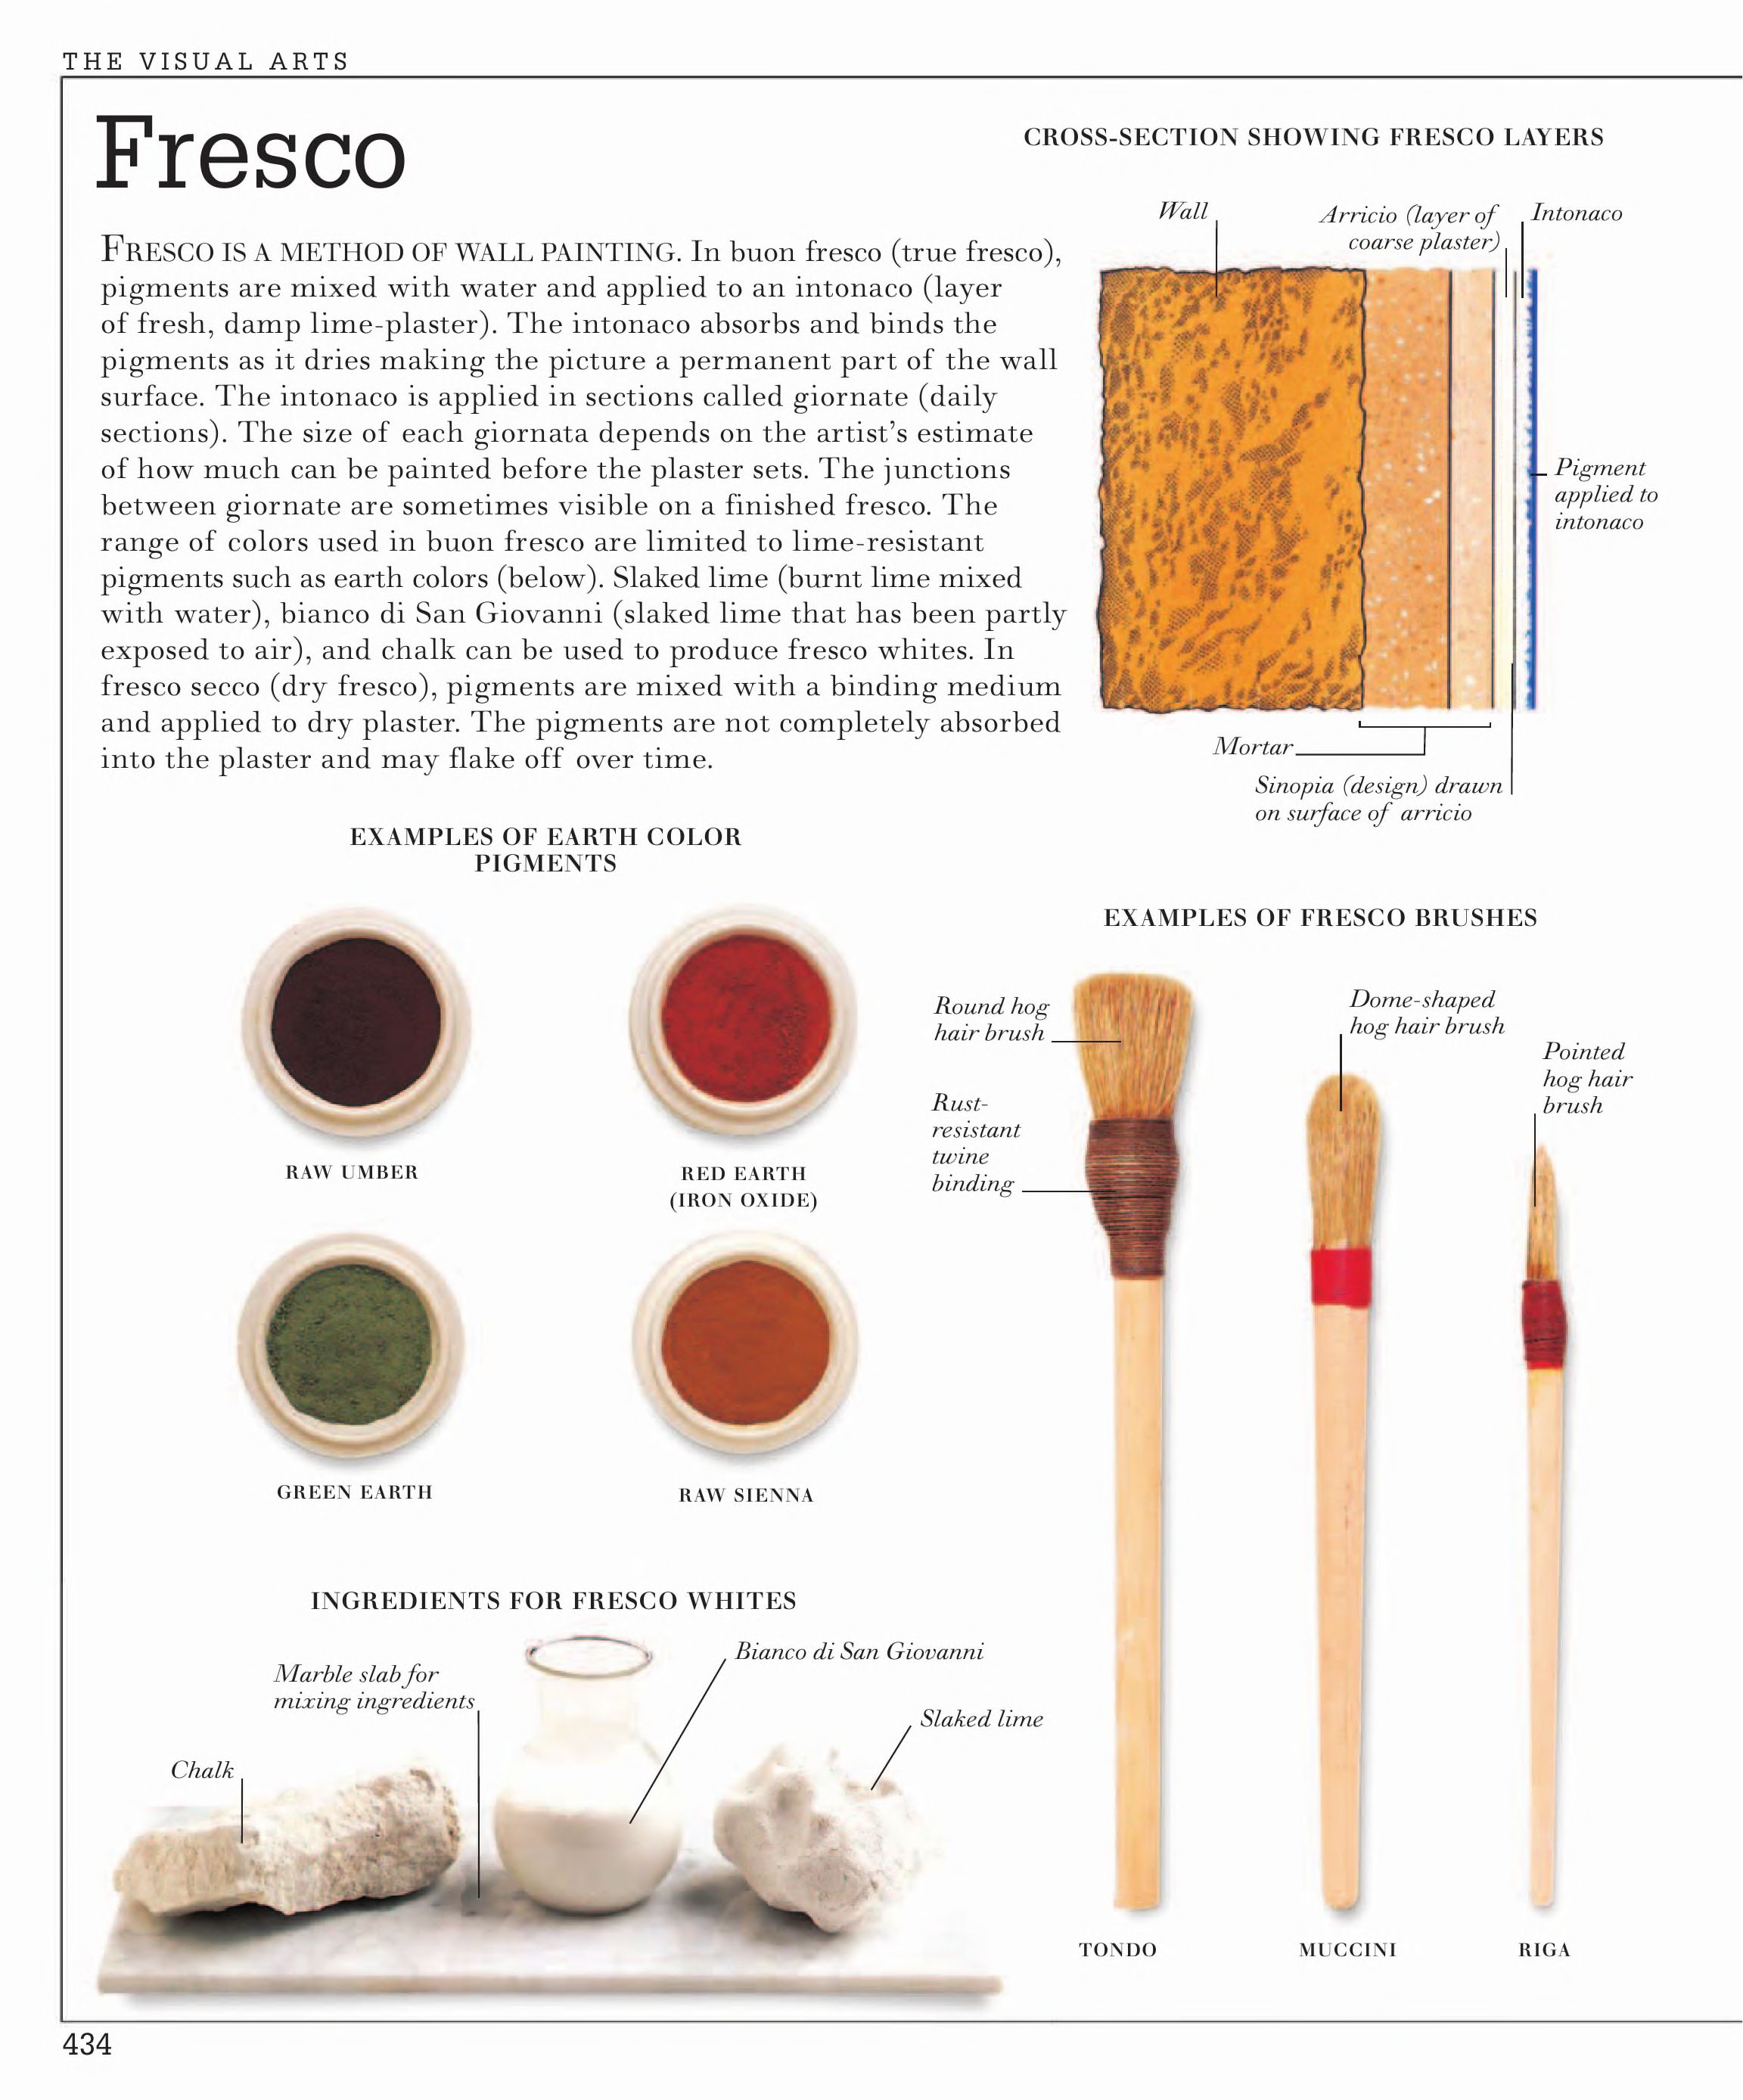 THE VISUAL ARTS
Fresco
FRESCO IS A METHOD OF WALL PAINTING. In buon fresco (true fresco),
pigments are mixed with water and applied to an intonaco (layer
of fresh, damp lime-plaster). The intonaco absorbs and binds the
pigments as it dries making the picture a permanent part of the wall
surface. The intonaco is applied in sections called giornate (daily
sections). The size of each giornata depends on the artist’s estimate
of how much can be painted before the plaster sets. The junctions
between giornate are sometimes visible on a finished fresco. The
range of colors used in buon fresco are limited to lime-resistant
pigments such as earth colors (below). Slaked lime (burnt lime mixed
with water), bianco di San Giovanni (slaked lime that has been partly
exposed to air), and chalk can be used to produce fresco whites. In
fresco secco (dry fresco), pigments are mixed with a binding medium
and applied to dry plaster. The pigments are not completely absorbed
into the plaster and may flake off over time.
CROSS-SECTION SHOWING FRESCO LAYERS
Wall
Arricio (layer of
coarse plaster)
Intonaco
Pigment
applied to
intonaco
Mortar
Sinopia (design) drawn
on surface of arricio
EXAMPLES OF EARTH COLOR
PIGMENTS
RAW UMBER
RED EARTH
(IRON OXIDE)
GREEN EARTH
RAW SIENNA
EXAMPLES OF FRESCO BRUSHES
Round hog
hair brush
Rust-
resistant
twine
binding
Dome-shaped
hog hair brush
Pointed
hog hair
brush
TONDO
MUCCINI
RIGA
INGREDIENTS FOR FRESCO WHITES
Marble slab for
mixing ingredients
Bianco di San Giovanni
Slaked lime
Chalk
434